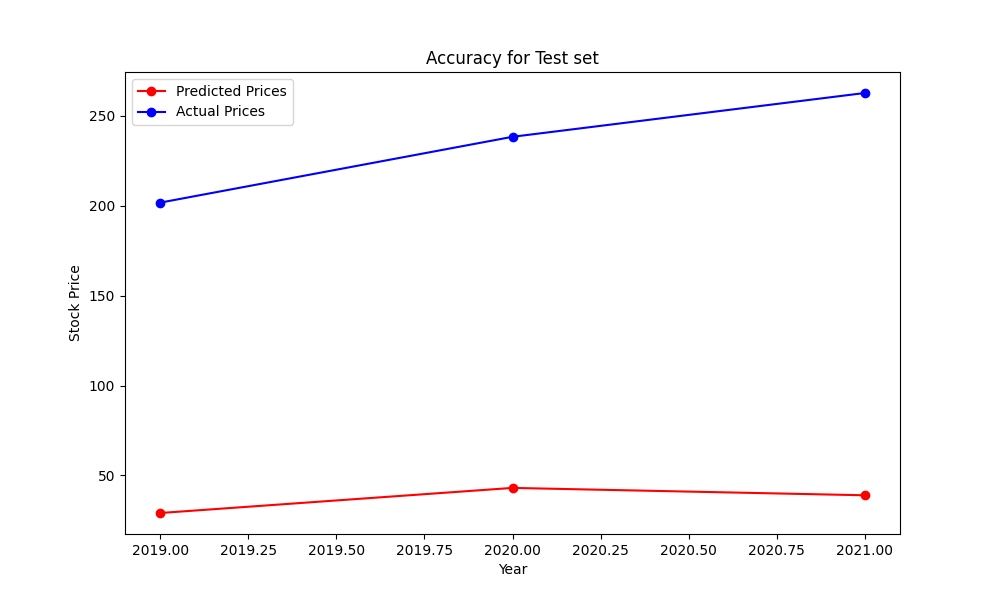 Accuracy for Test set
Predicted Prices
Actual Prices
250
200
150
100
50
Stock Price
2019.00 2019.25 2019.50 2019.75 2020.00 2020.25 2020.50 2020.75 2021.00
Year